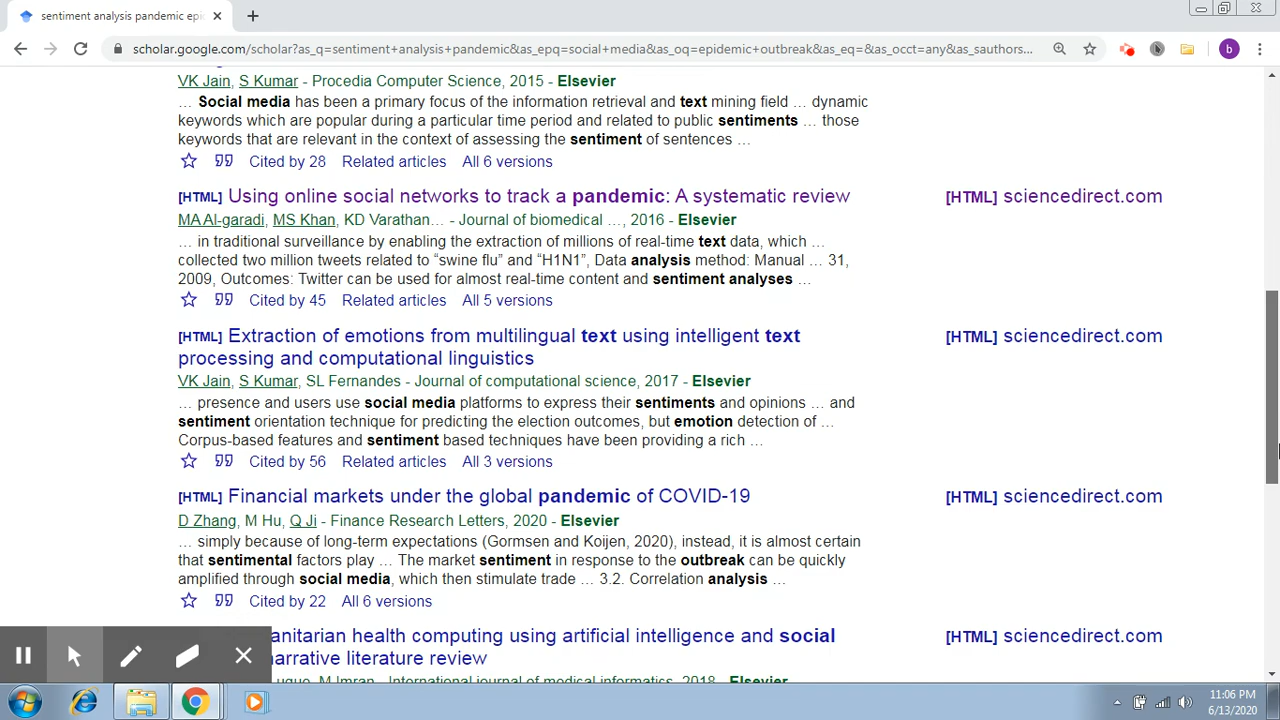 sentiment analysis pandemic epi
scholar.google.com/scholar?as_q=sentiment+analysis+pandemic&as_epq=social+media&as_oq=epidemic+outbreak&as_eq=&as_occt=any&as_sauthors...
b
VK Jain, S Kumar - Procedia Computer Science, 2015 - Elsevier
... Social media has been a primary focus of the information retrieval and text mining field ... dynamic
keywords which are popular during a particular time period and related to public sentiments ... those
keywords that are relevant in the context of assessing the sentiment of sentences ...
Cited by 28 Related articles All 6 versions
[HTML] Using online social networks to track a pandemic: A systematic review
[HTML] sciencedirect.com
MA Al-garadi, MS Khan, KD Varathan... - Journal of biomedical ..., 2016 - Elsevier
... in traditional surveillance by enabling the extraction of millions of real-time text data, which ...
collected two million tweets related to “swine flu” and “H1N1”, Data analysis method: Manual ... 31,
2009, Outcomes: Twitter can be used for almost real-time content and sentiment analyses ...
Cited by 45 Related articles All 5 versions
[HTML] Extraction of emotions from multilingual text using intelligent text
processing and computational linguistics
[HTML] sciencedirect.com
VK Jain, S Kumar, SL Fernandes - Journal of computational science, 2017 - Elsevier
... presence and users use social media platforms to express their sentiments and opinions ... and
sentiment orientation technique for predicting the election outcomes, but emotion detection of ...
Corpus-based features and sentiment based techniques have been providing a rich ...
Cited by 56 Related articles All 3 versions
[HTML] Financial markets under the global pandemic of COVID-19
[HTML] sciencedirect.com
D Zhang, M Hu, Q Ji - Finance Research Letters, 2020 - Elsevier
... simply because of long-term expectations (Gormsen and Koijen, 2020), instead, it is almost certain
that sentimental factors play ... The market sentiment in response to the outbreak can be quickly
amplified through social media, which then stimulate trade ... 3.2. Correlation analysis ...
Cited by 22 All 6 versions
anitarian health computing using artificial intelligence and social
narrative literature review
[HTML] sciencedirect.com
uque, M Imran - International journal of medical informatics, 2018 - Elsevier
11:06 PM
6/13/2020